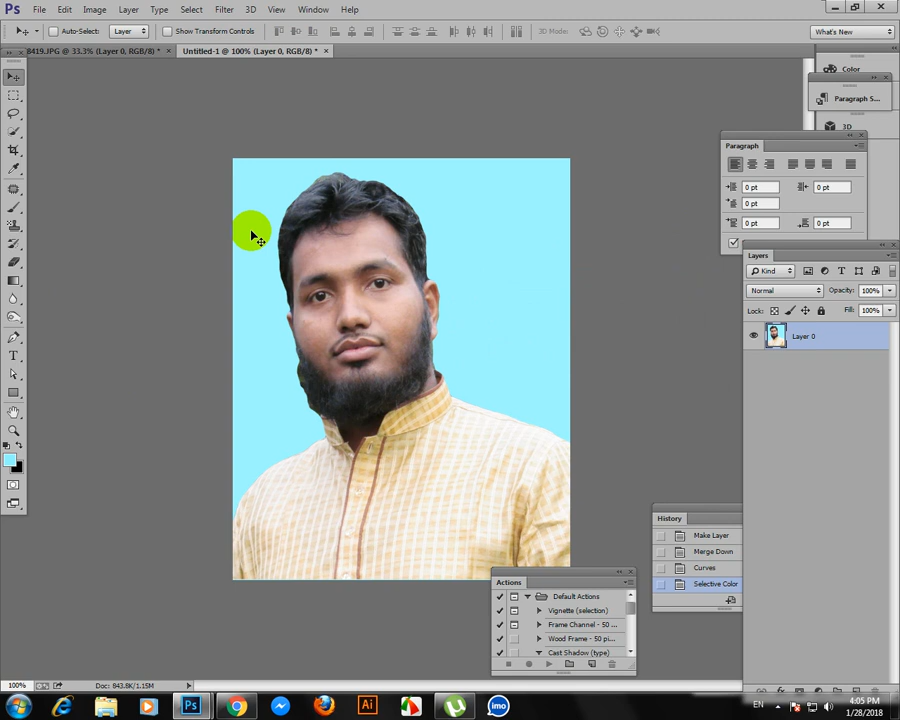 Ps File Edit Image Layer Type Select Filter 3D View Window Help
Auto-Select: Layer Show Transform Controls 3D Mode: What's New
8419.JPG @ 33.3% (Layer 0, RGB/8) * × Untitled-1 @ 100% (Layer 0, RGB/8) * ×
Color
Paragraph S...
3D
Paragraph
0 pt 0 pt
0 pt
0 pt 0 pt
Layers
Kind
Normal Opacity: 100%
Lock: Fill: 100%
Layer 0
History
Make Layer
Merge Down
Curves
Selective Color
Actions
Default Actions
Vignette (selection)
Frame Channel - 50 ...
Wood Frame - 50 pi...
Cast Shadow (type)
100% Doc: 843.8K/1.15M
Ps Ai imo EN 4:05 PM
1/28/2018